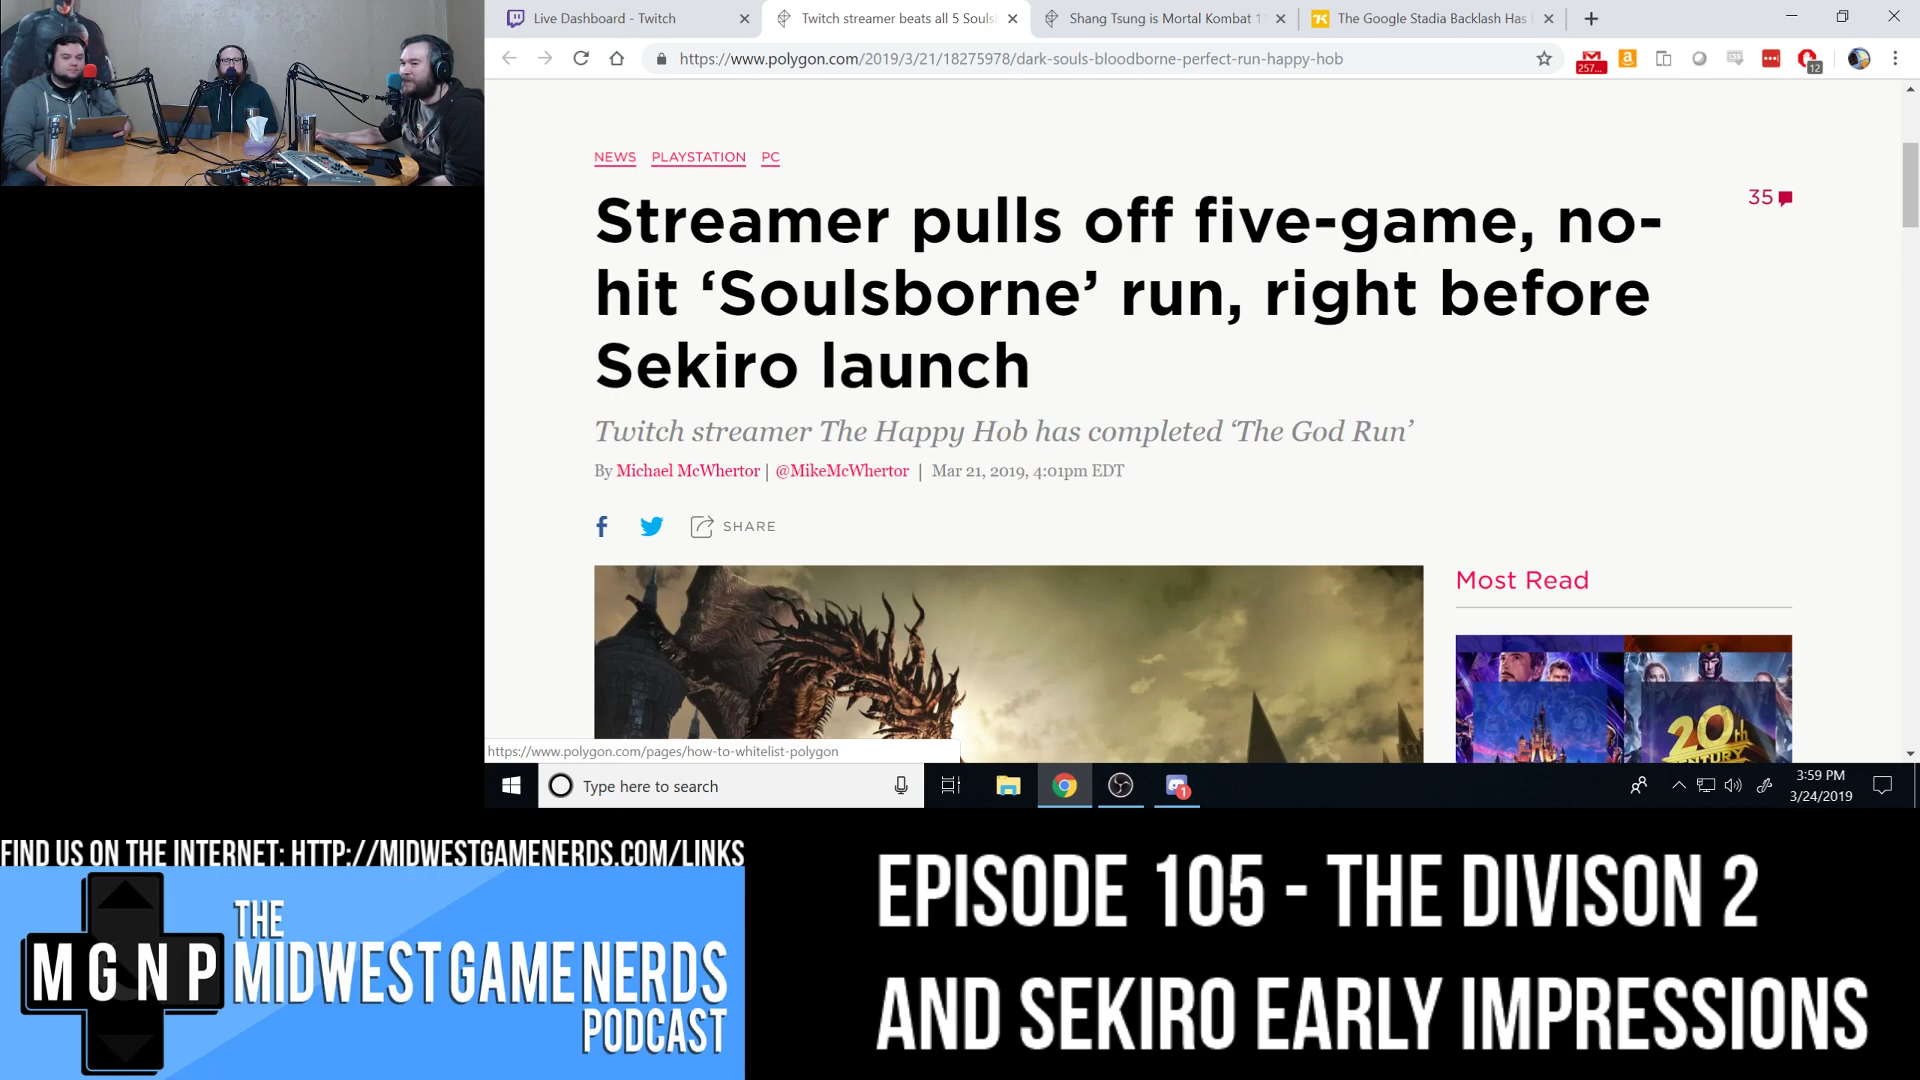 Live Dashboard - Twitch
Twitch streamer beats all 5 Souls
Shang Tsung is Mortal Kombat 1
The Google Stadia Backlash Has
https://www.polygon.com/2019/3/21/18275978/dark-souls-bloodborne-perfect-run-happy-hob
257...
12
NEWS PLAYSTATION PC
35
Streamer pulls off five-game, no-
hit ‘Soulsborne’ run, right before
Sekiro launch
Twitch streamer The Happy Hob has completed ‘The God Run’
By Michael McWhertor | @MikeMcWhertor | Mar 21, 2019, 4:01pm EDT
SHARE
Most Read
20th
CENTURY
https://www.polygon.com/pages/how-to-whitelist-polygon
Type here to search
1
3:59 PM
3/24/2019
FIND US ON THE INTERNET: HTTP://MIDWESTGAMENERDS.COM/LINKS
MGNP
THE
MIDWEST GAME NERDS
PODCAST
EPISODE 105 - THE DIVISON 2
AND SEKIRO EARLY IMPRESSIONS